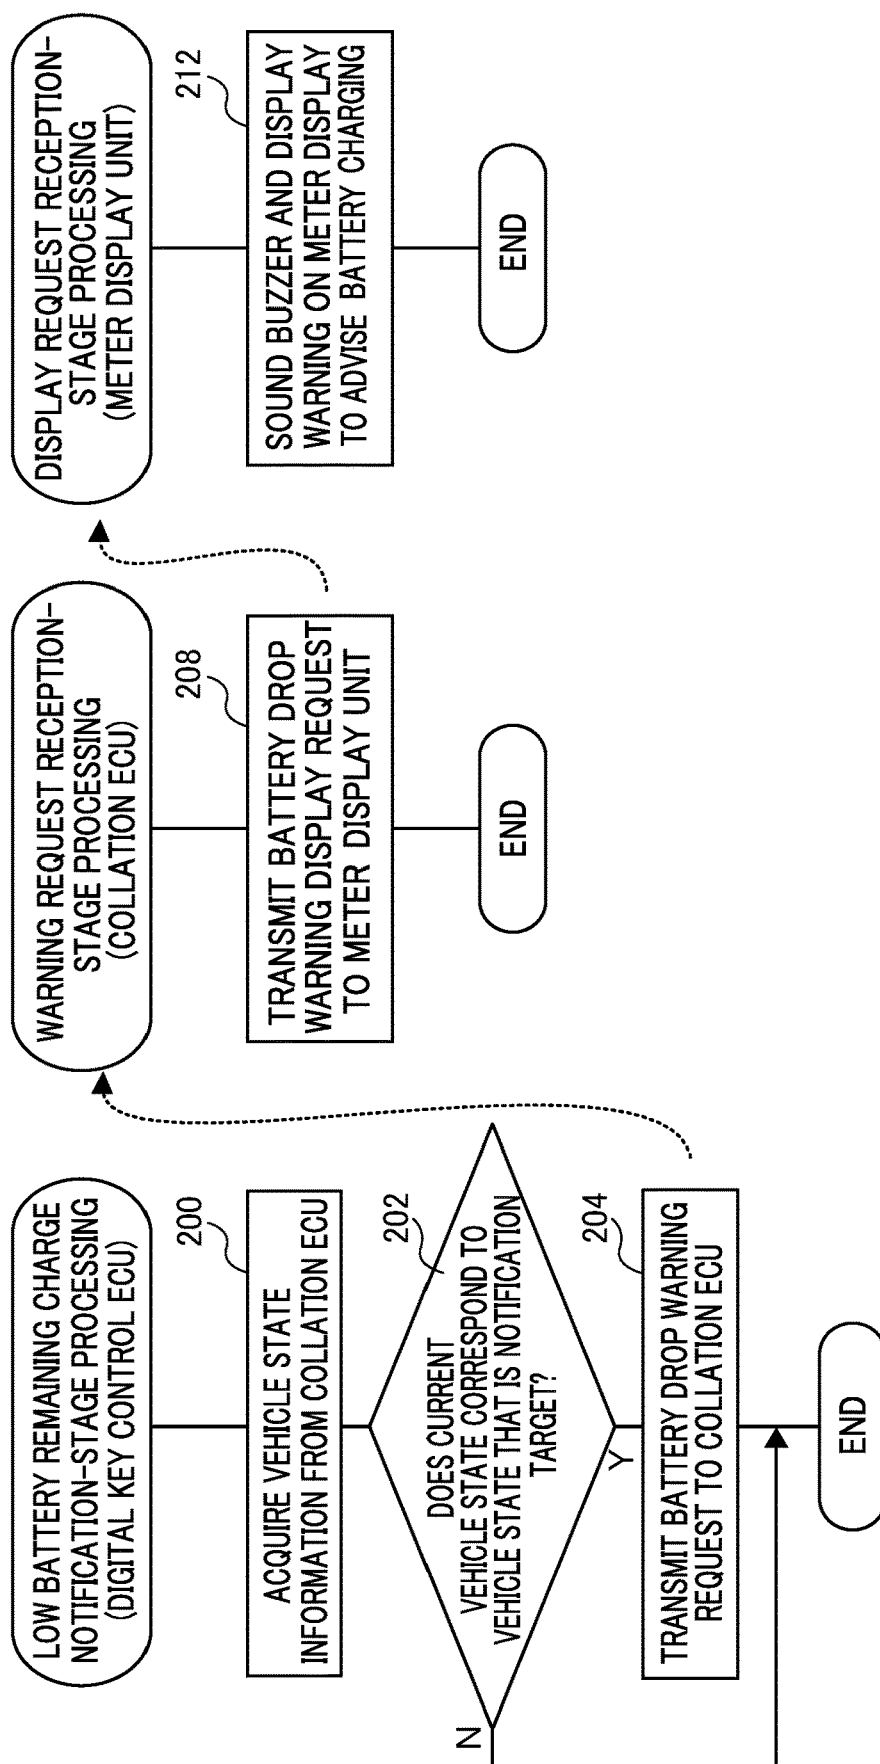 LOW BATTERY REMAINING CHARGE
NOTIFICATION-STAGE PROCESSING
(DIGITAL KEY CONTROL ECU)
200
ACQUIRE VEHICLE STATE
INFORMATION FROM COLLATION ECU
202
DOES CURRENT
VEHICLE STATE CORRESPOND TO
VEHICLE STATE THAT IS NOTIFICATION
TARGET?
N
Y
204
TRANSMIT BATTERY DROP WARNING
REQUEST TO COLLATION ECU
END
WARNING REQUEST RECEPTION-
STAGE PROCESSING
(COLLATION ECU)
208
TRANSMIT BATTERY DROP
WARNING DISPLAY REQUEST
TO METER DISPLAY UNIT
END
DISPLAY REQUEST RECEPTION-
STAGE PROCESSING
(METER DISPLAY UNIT)
212
SOUND BUZZER AND DISPLAY
WARNING ON METER DISPLAY
TO ADVISE BATTERY CHARGING
END